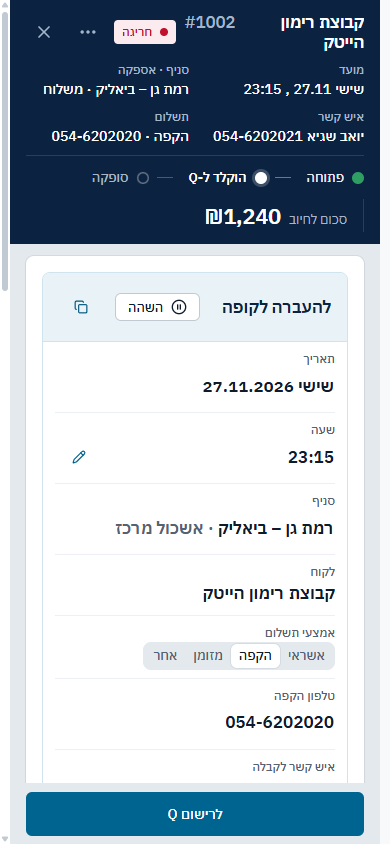 קבוצת רימון הייטק
#1002
חריגה
מועד
שישי 27.11 , 23:15
סניף · אספקה
רמת גן – ביאליק · משלוח
איש קשר
יואב שגיא 054-6202021
תשלום
הקפה · 054-6202020
פתוחה
הוקלד ל-Q
סופקה
סכום לחיוב ₪1,240
להעברה לקופה
השהה
תאריך
שישי 27.11.2026
שעה
23:15
סניף
רמת גן – ביאליק · אשכול מרכז
לקוח
קבוצת רימון הייטק
אמצעי תשלום
אשראי הקפה מזומן אחר
טלפון הקפה
054-6202020
איש קשר לקבלה
לרישום Q